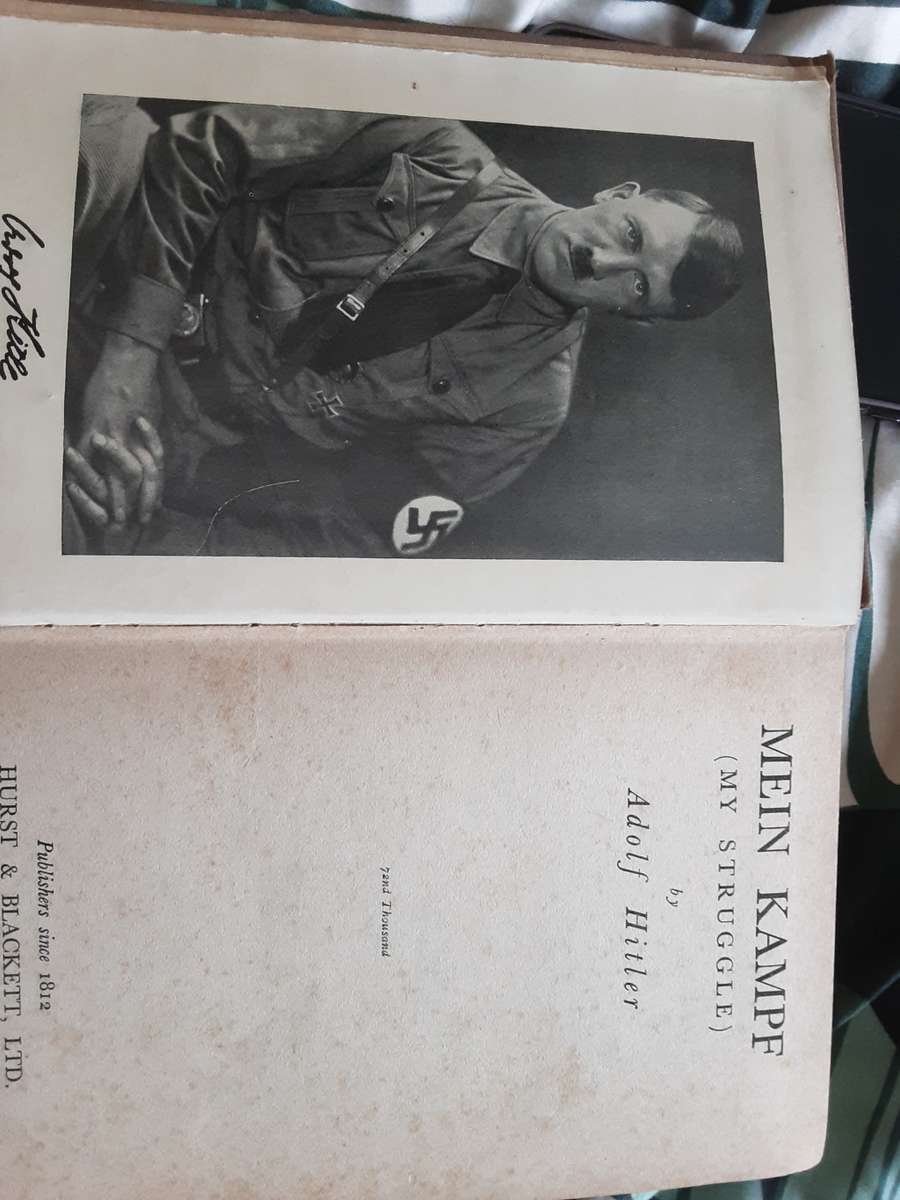 MEIN KAMPF
(MY STRUGGLE)
by
Adolf Hitler
72nd Thousand
Publishers since 1812
HURST & BLACKETT, LTD.